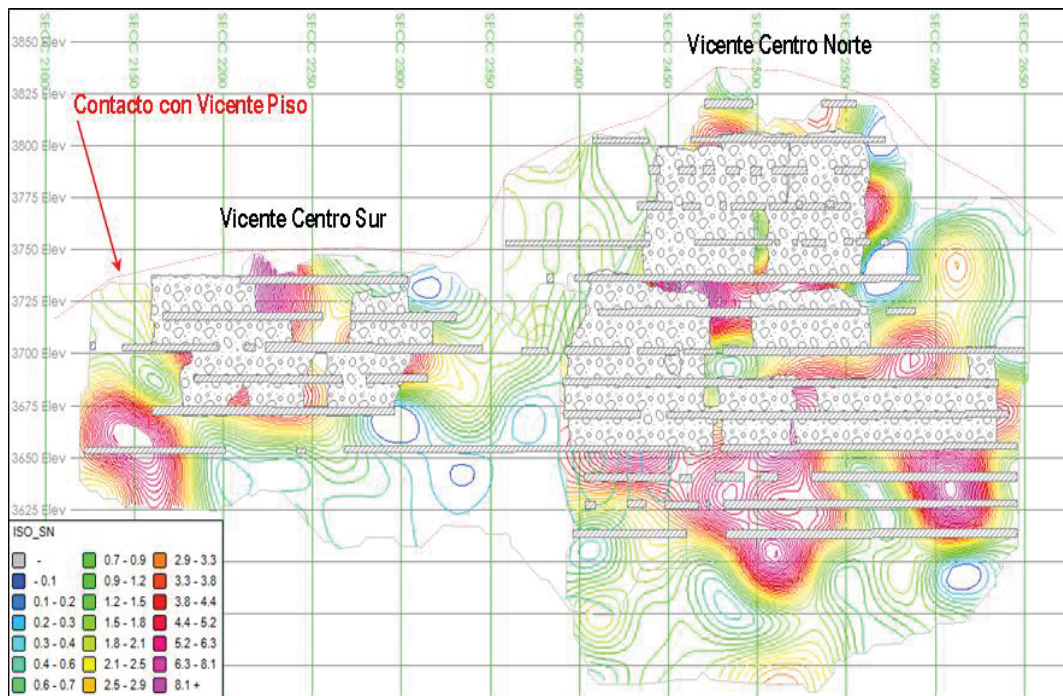 SECC 2100
SECC 2150
SECC 2200
SECC 2250
SECC 2300
SECC 2350
SECC 2400
SECC 2450
SECC 2500
SECC 2550
SECC 2600
SECC 2650
Vicente Centro Norte
Contacto con Vicente Piso
Vicente Centro Sur
3850 Elev
3825 Elev
3800 Elev
3775 Elev
3750 Elev
3725 Elev
3700 Elev
3675 Elev
3650 Elev
3625 Elev
ISO_SN
-
- 0.1
0.1 - 0.2
0.2 - 0.3
0.3 - 0.4
0.4 - 0.6
0.6 - 0.7
0.7 - 0.9
0.9 - 1.2
1.2 - 1.5
1.5 - 1.8
1.8 - 2.1
2.1 - 2.5
2.5 - 2.9
2.9 - 3.3
3.3 - 3.8
3.8 - 4.4
4.4 - 5.2
5.2 - 6.3
6.3 - 8.1
8.1 +